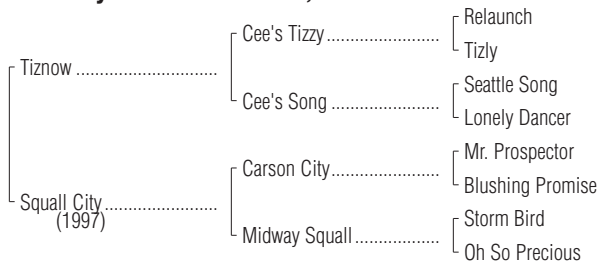 Relaunch
Cee's Tizzy
Tizly
Tiznow
Seattle Song
Cee's Song
Lonely Dancer
Mr. Prospector
Carson City
Blushing Promise
Squall City
(1997)
Storm Bird
Midway Squall
Oh So Precious